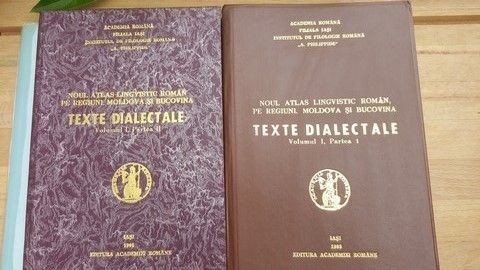 ACADEMIA ROMÂNĂ
FILIALA IAȘI
INSTITUTUL DE FILOLOGIE ROMÂNĂ
„A. PHILIPPIDE”
NOUL ATLAS LINGVISTIC ROMÂN,
PE REGIUNI, MOLDOVA ȘI BUCOVINA
TEXTE DIALECTALE
Volumul I, Partea II
IAȘI
EDITURA ACADEMIEI ROMÂNE
ACADEMIA ROMÂNĂ
FILIALA IAȘI
INSTITUTUL DE FILOLOGIE ROMÂNĂ
„A. PHILIPPIDE”
NOUL ATLAS LINGVISTIC ROMÂN,
PE REGIUNI, MOLDOVA ȘI BUCOVINA
TEXTE DIALECTALE
Volumul I, Partea 1
IAȘI
1993
EDITURA ACADEMIEI ROMÂNE